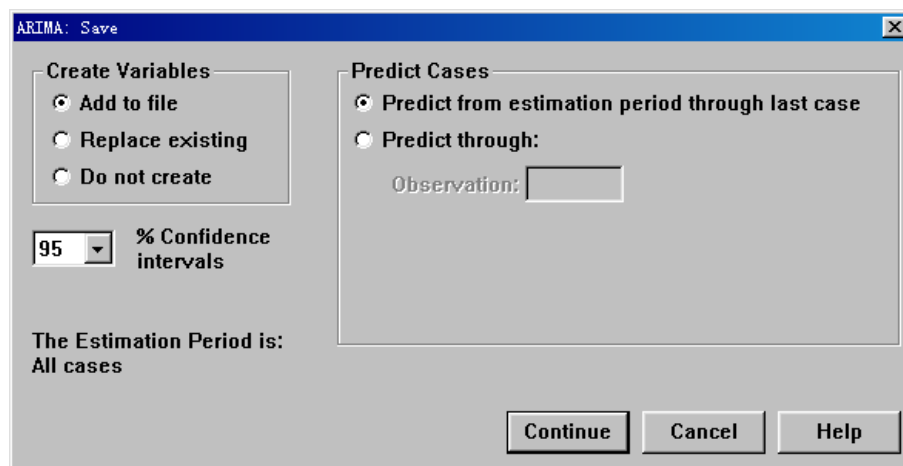 ARIMA: Save
Create Variables
Add to file
Replace existing
Do not create
95
% Confidence
intervals
The Estimation Period is:
All cases
Predict Cases
Predict from estimation period through last case
Predict through:
Observation:
Continue
Cancel
Help